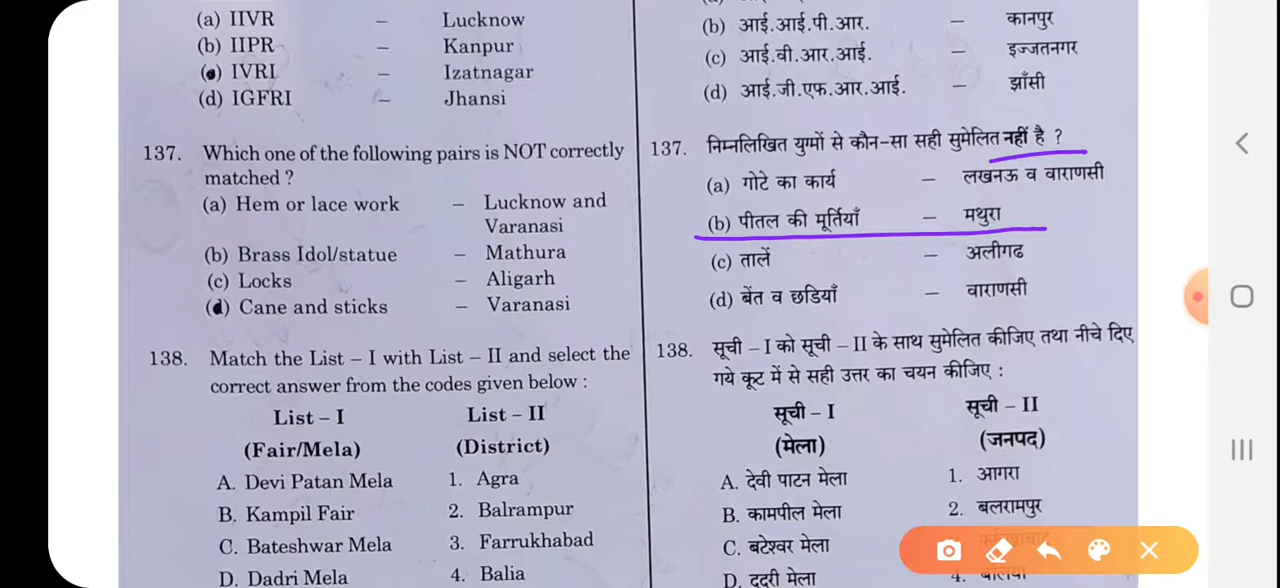 (a) IIVR – Lucknow
(b) IIPR – Kanpur
(c) IVRI – Izatnagar
(d) IGFRI – Jhansi
137. Which one of the following pairs is NOT correctly
matched ?
(a) Hem or lace work – Lucknow and
Varanasi
(b) Brass Idol/statue – Mathura
(c) Locks – Aligarh
(d) Cane and sticks – Varanasi
138. Match the List – I with List – II and select the
correct answer from the codes given below :
List – I List – II
(Fair/Mela) (District)
A. Devi Patan Mela 1. Agra
B. Kampil Fair 2. Balrampur
C. Bateshwar Mela 3. Farrukhabad
D. Dadri Mela 4. Balia
(b) आई.आई.पी.आर. – कानपुर
(c) आई.वी.आर.आई. – इज्जतनगर
(d) आई.जी.एफ.आर.आई. – झाँसी
137. निम्नलिखित युग्मों से कौन-सा सही सुमेलित नहीं है ?
(a) गोटे का कार्य – लखनऊ व वाराणसी
(b) पीतल की मूर्तियाँ – मथुरा
(c) तालें – अलीगढ
(d) बेंत व छडियाँ – वाराणसी
138. सूची – I को सूची – II के साथ सुमेलित कीजिए तथा नीचे दिए
गये कूट में से सही उत्तर का चयन कीजिए :
सूची – I सूची – II
(मेला) (जनपद)
A. देवी पाटन मेला 1. आगरा
B. कामपील मेला 2. बलरामपुर
C. बटेश्वर मेला
D. ददरी मेला 4. बलिया